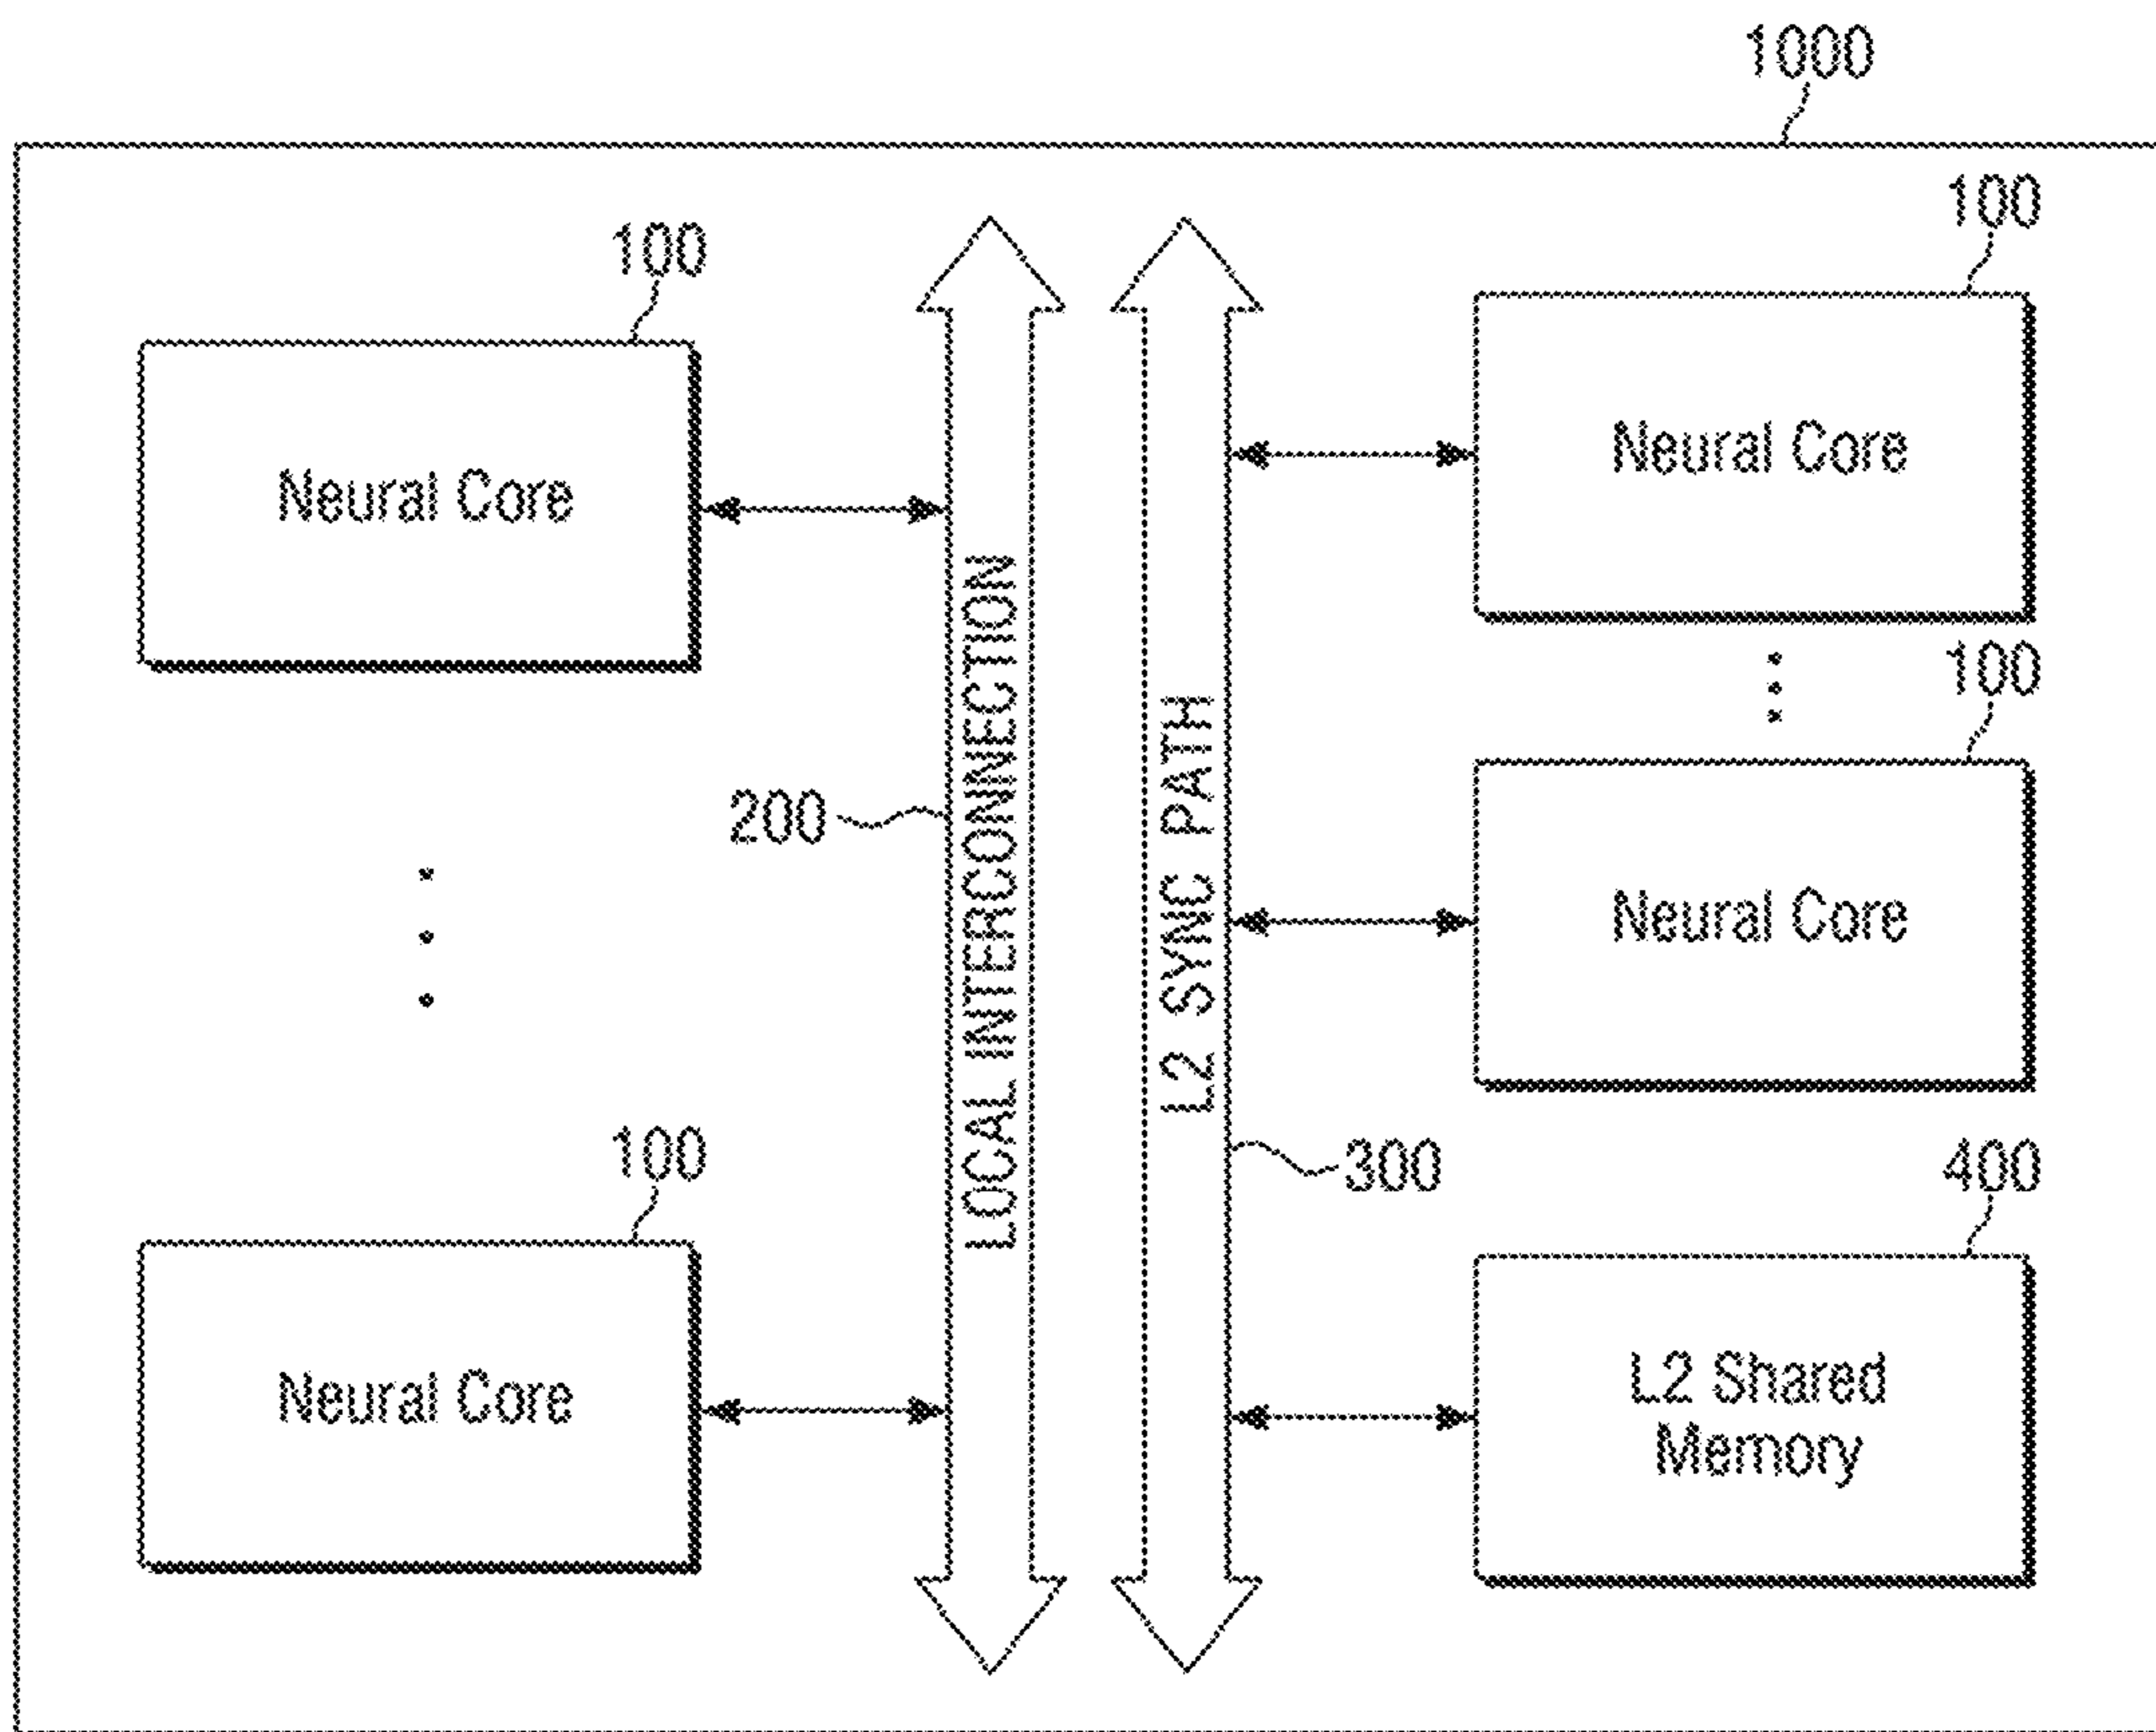 1000
100
100
Neural Core
Neural Core
100
LOCAL INTERCONNECTION
L2 SYNC PATH
200
Neural Core
100
300
400
Neural Core
L2 Shared
Memory